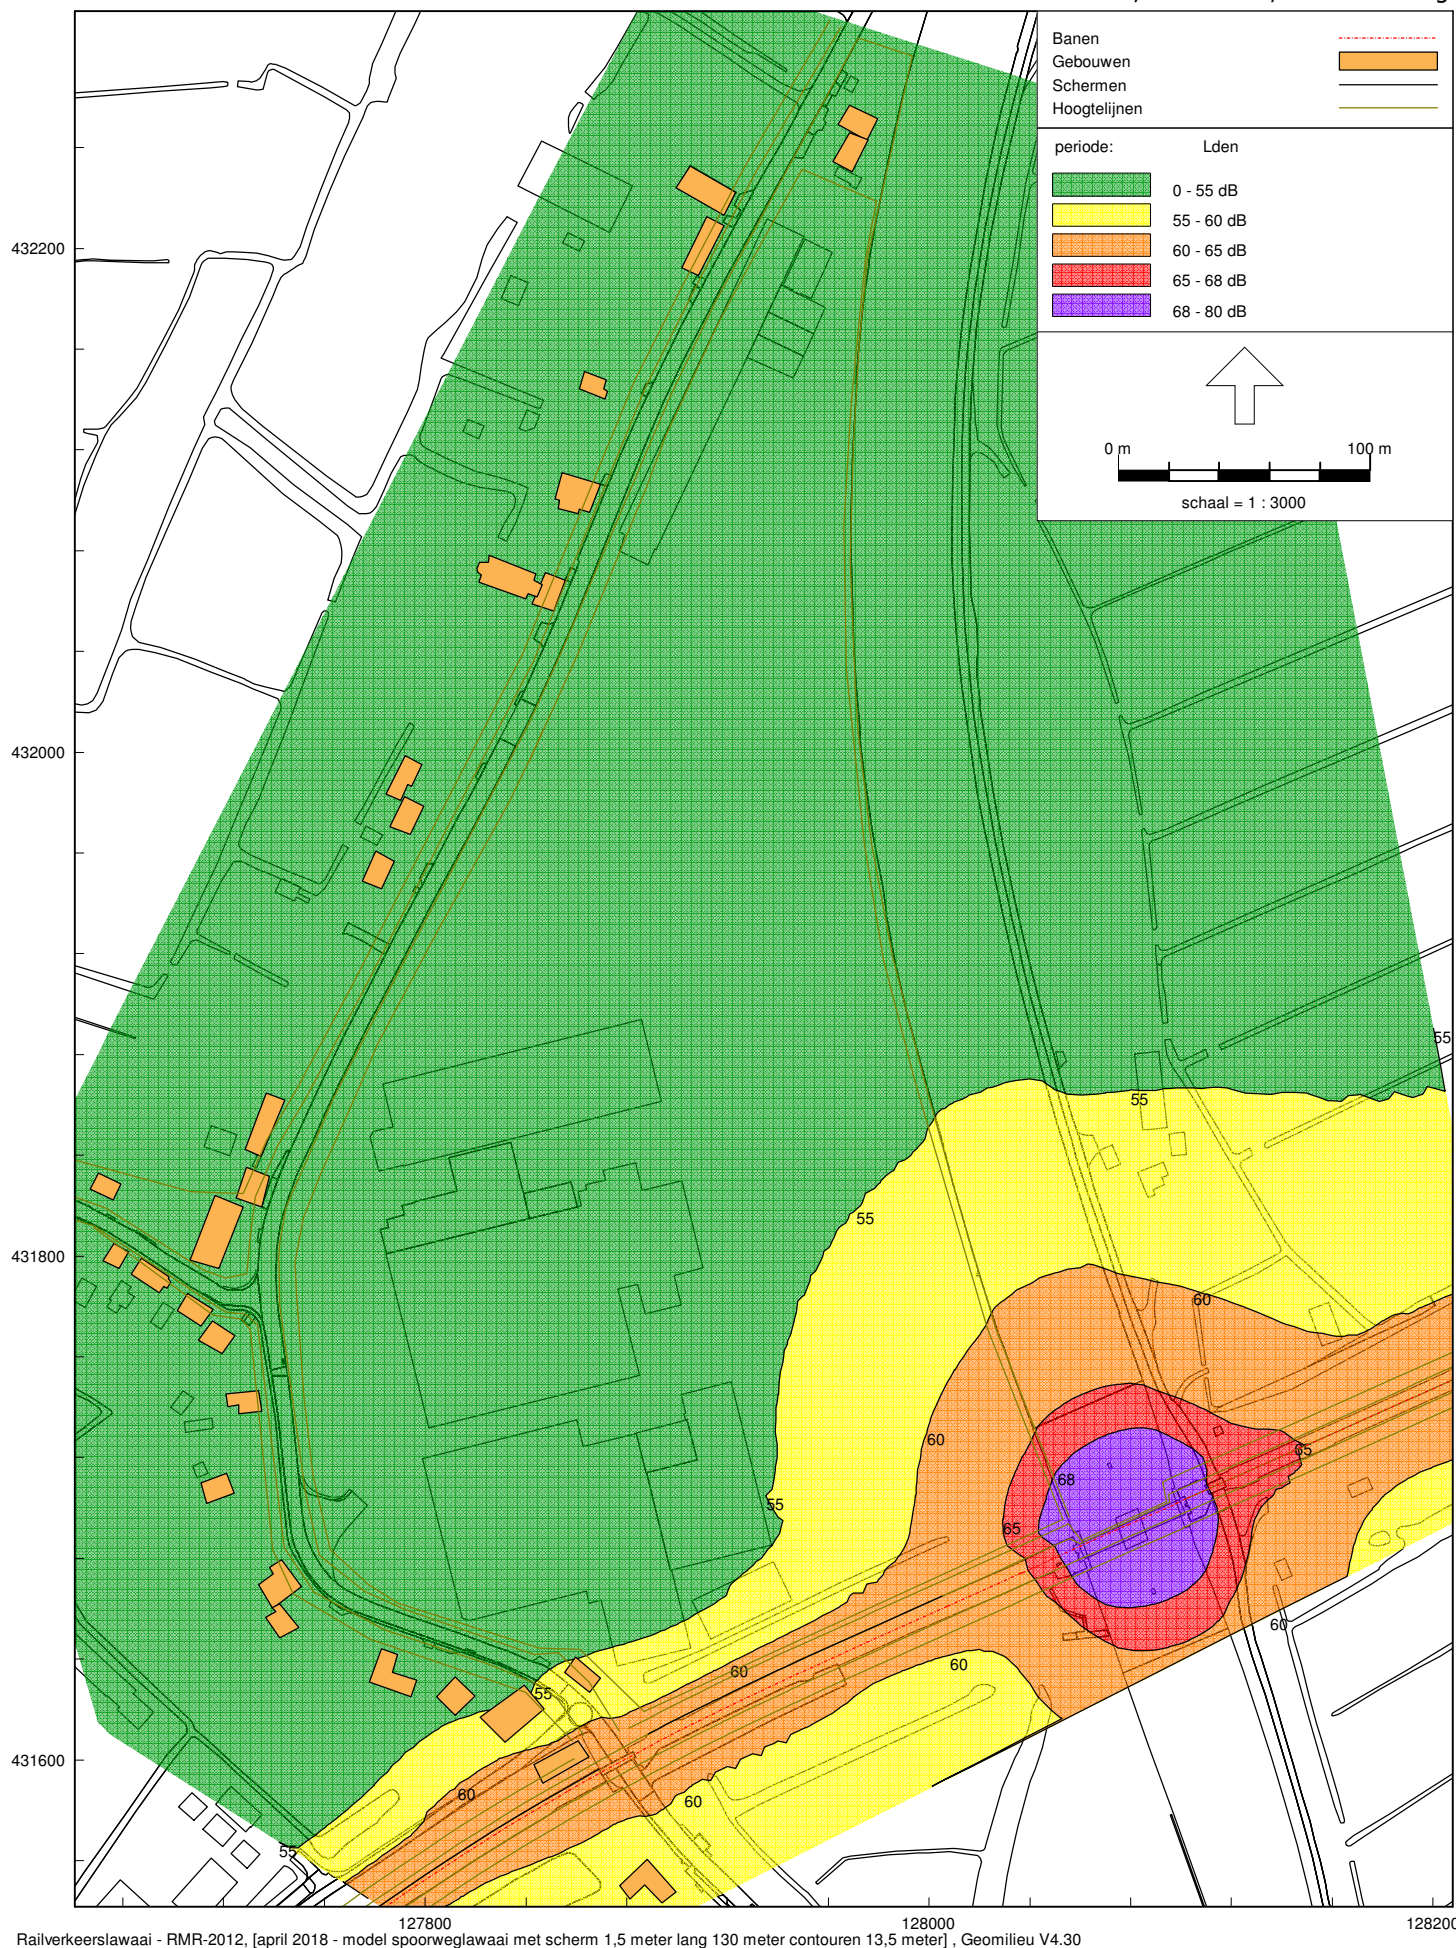 Banen
Gebouwen
Schermen
Hoogtelijnen
periode: Lden
0 - 55 dB
55 - 60 dB
60 - 65 dB
65 - 68 dB
68 - 80 dB
0 m 100 m
schaal = 1 : 3000
432200
432000
55
55
55
431800
60
60
65
68
55
65
60
60
60
55
431600
60
60
55
127800
128000
128200
Railverkeerslawaai - RMR-2012, [april 2018 - model spoorweglawaai met scherm 1,5 meter lang 130 meter contouren 13,5 meter] , Geomilieu V4.30